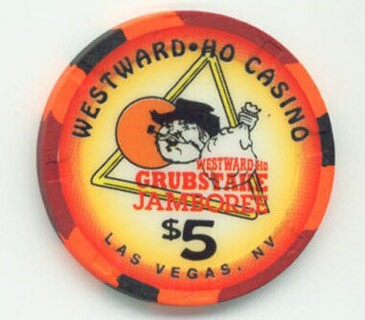 WESTWARD•HO CASINO
WESTWARD HO
GRUBSTAKE
JAMBOREE
$5
LAS VEGAS, NV